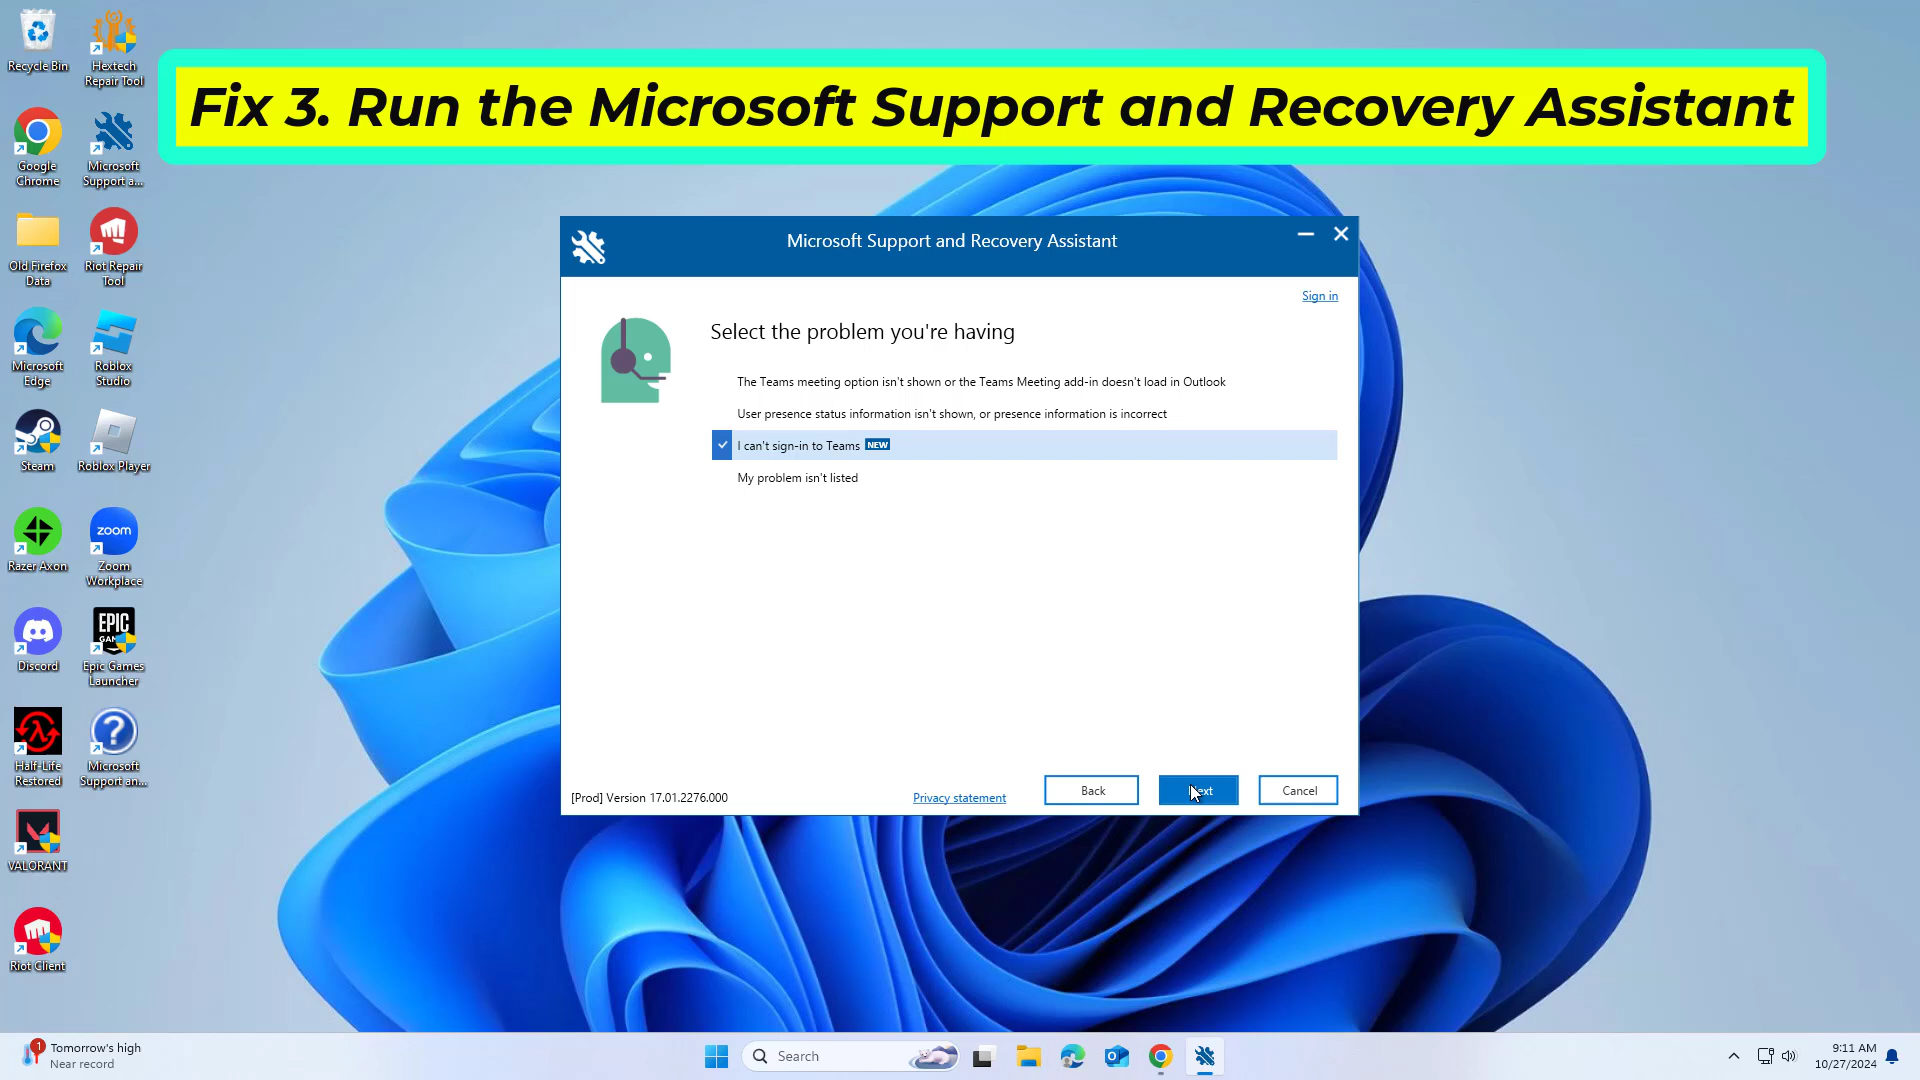 Fix 3. Run the Microsoft Support and Recovery Assistant
Recycle Bin
Hextech
Repair Tool
Google
Chrome
Microsoft
Support a...
Old Firefox
Data
Riot Repair
Tool
Microsoft
Edge
Roblox
Studio
Steam
Roblox Player
Razer Axon
zoom
Zoom
Workplace
Discord
EPIC
Epic Games
Launcher
Half-Life
Restored
Microsoft
Support an...
VALORANT
Riot Client
Microsoft Support and Recovery Assistant
Sign in
Select the problem you're having
The Teams meeting option isn't shown or the Teams Meeting add-in doesn't load in Outlook
User presence status information isn't shown, or presence information is incorrect
I can't sign-in to Teams NEW
My problem isn't listed
[Prod] Version 17.01.2276.000
Privacy statement
Back
Next
Cancel
1
Tomorrow's high
Near record
Search
9:11 AM
10/27/2024